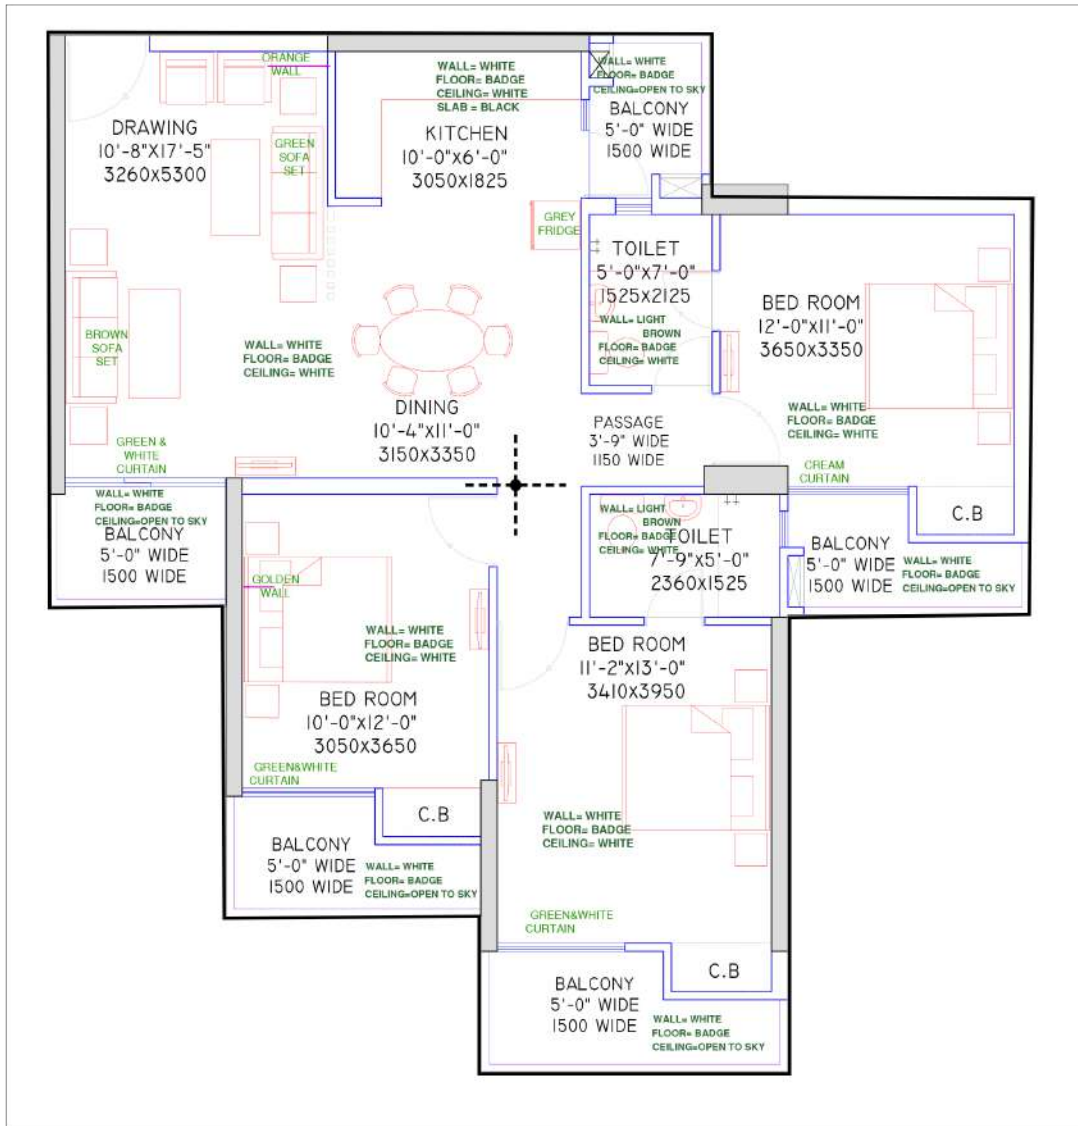 ORANGE
WALL
DRAWING
10'-8"X17'-5"
3260x5300
GREEN
SOFA
SET
WALL= WHITE
FLOOR= BADGE
CEILING= WHITE
SLAB = BLACK
KITCHEN
10'-0"x6'-0"
3050x1825
WALL= WHITE
FLOOR= BADGE
CEILING=OPEN TO SKY
BALCONY
5'-0" WIDE
1500 WIDE
GREY
FRIDGE
TOILET
5'-0"x7'-0"
1525x2125
WALL= LIGHT
BROWN
FLOOR= BADGE
CEILING= WHITE
BED ROOM
12'-0"x11'-0"
3650x3350
WALL= WHITE
FLOOR= BADGE
CEILING= WHITE
BROWN
SOFA
SET
WALL= WHITE
FLOOR= BADGE
CEILING= WHITE
DINING
10'-4"x11'-0"
3150x3350
PASSAGE
3'-9" WIDE
1150 WIDE
GREEN &
WHITE
CURTAIN
CREAM
CURTAIN
WALL= WHITE
FLOOR= BADGE
CEILING=OPEN TO SKY
BALCONY
5'-0" WIDE
1500 WIDE
WALL= LIGHT
BROWN
FLOOR= BADGE
CEILING= WHITE
TOILET
7'-9"x5'-0"
2360x1525
C.B
BALCONY
5'-0" WIDE
1500 WIDE
WALL= WHITE
FLOOR= BADGE
CEILING=OPEN TO SKY
GOLDEN
WALL
WALL= WHITE
FLOOR= BADGE
CEILING= WHITE
BED ROOM
10'-0"x12'-0"
3050x3650
BED ROOM
11'-2"x13'-0"
3410x3950
GREEN&WHITE
CURTAIN
C.B
WALL= WHITE
FLOOR= BADGE
CEILING= WHITE
BALCONY
5'-0" WIDE
1500 WIDE
WALL= WHITE
FLOOR= BADGE
CEILING=OPEN TO SKY
GREEN&WHITE
CURTAIN
C.B
BALCONY
5'-0" WIDE
1500 WIDE
WALL= WHITE
FLOOR= BADGE
CEILING=OPEN TO SKY